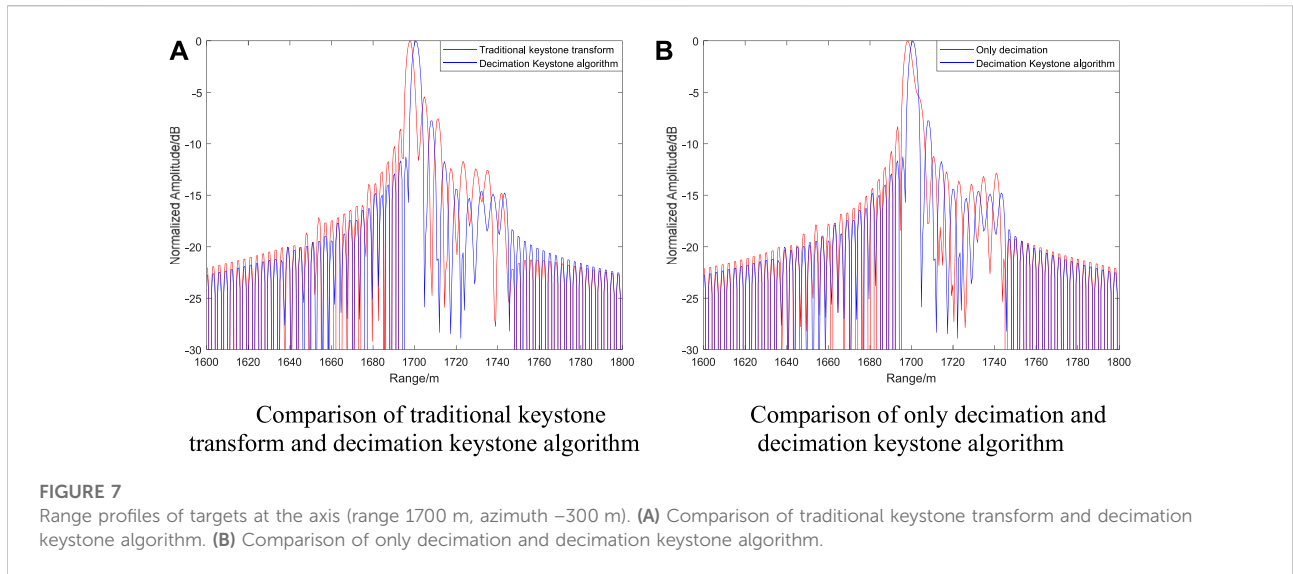 A
Normalized Amplitude/dB
0
−5
−10
−15
−20
−25
−30
Traditional keystone transform
Decimation Keystone algorithm
1600 1620 1640 1660 1680 1700 1720 1740 1760 1780 1800
Range/m
Comparison of traditional keystone
transform and decimation keystone algorithm
B
Normalized Amplitude/dB
0
−5
−10
−15
−20
−25
−30
Only decimation
Decimation Keystone algorithm
1600 1620 1640 1660 1680 1700 1720 1740 1760 1780 1800
Range/m
Comparison of only decimation and
decimation keystone algorithm
FIGURE 7
Range profiles of targets at the axis (range 1700 m, azimuth −300 m). (A) Comparison of traditional keystone transform and decimation
keystone algorithm. (B) Comparison of only decimation and decimation keystone algorithm.